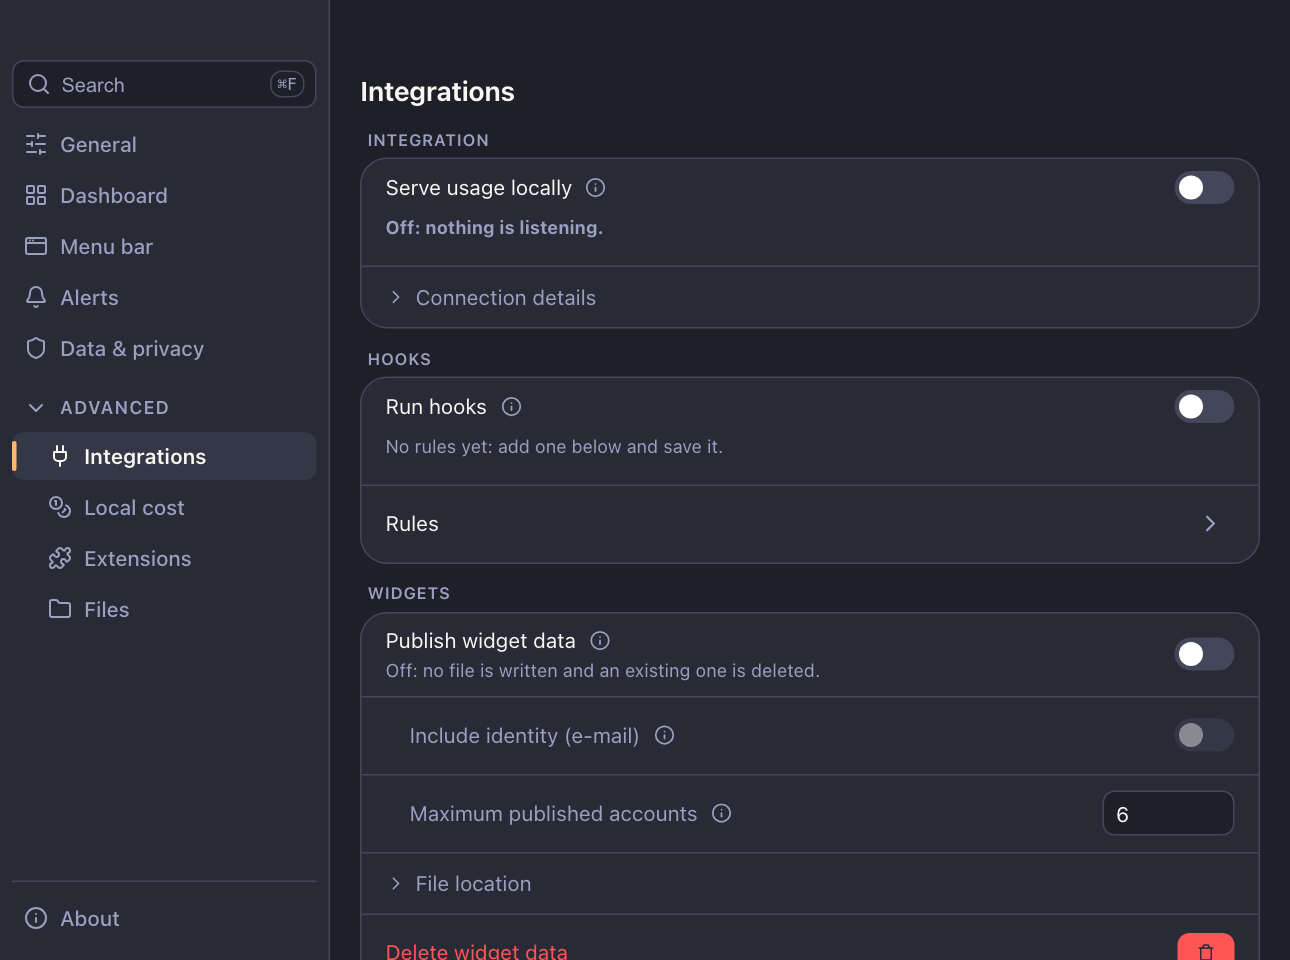 Search
⌘F
General
Dashboard
Menu bar
Alerts
Data & privacy
ADVANCED
Integrations
Local cost
Extensions
Files
About
Integrations
INTEGRATION
Serve usage locally
Off: nothing is listening.
Connection details
HOOKS
Run hooks
No rules yet: add one below and save it.
Rules
WIDGETS
Publish widget data
Off: no file is written and an existing one is deleted.
Include identity (e-mail)
Maximum published accounts
6
File location
Delete widget data